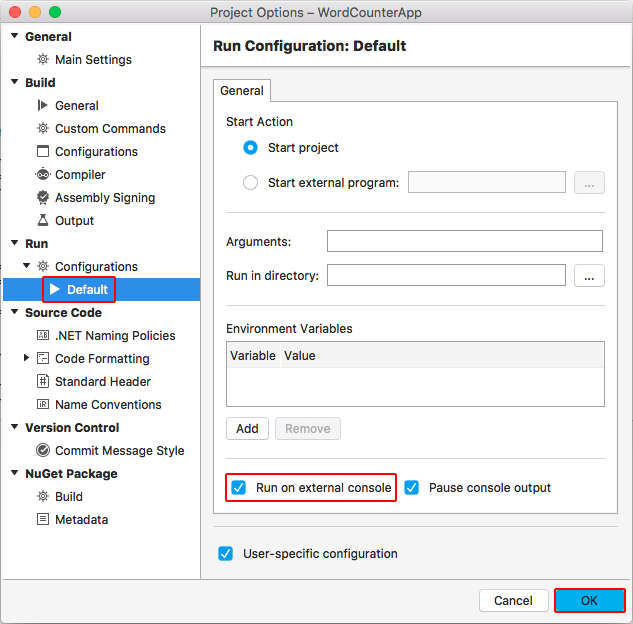 Project Options – WordCounterApp
General
Main Settings
Build
General
Custom Commands
Configurations
Compiler
Assembly Signing
Output
Run
Configurations
Default
Source Code
.NET Naming Policies
Code Formatting
Standard Header
Name Conventions
Version Control
Commit Message Style
NuGet Package
Build
Metadata
Run Configuration: Default
General
Start Action
Start project
Start external program:
...
Arguments:
Run in directory:
...
Environment Variables
Variable Value
Add Remove
Run on external console Pause console output
User-specific configuration
Cancel OK